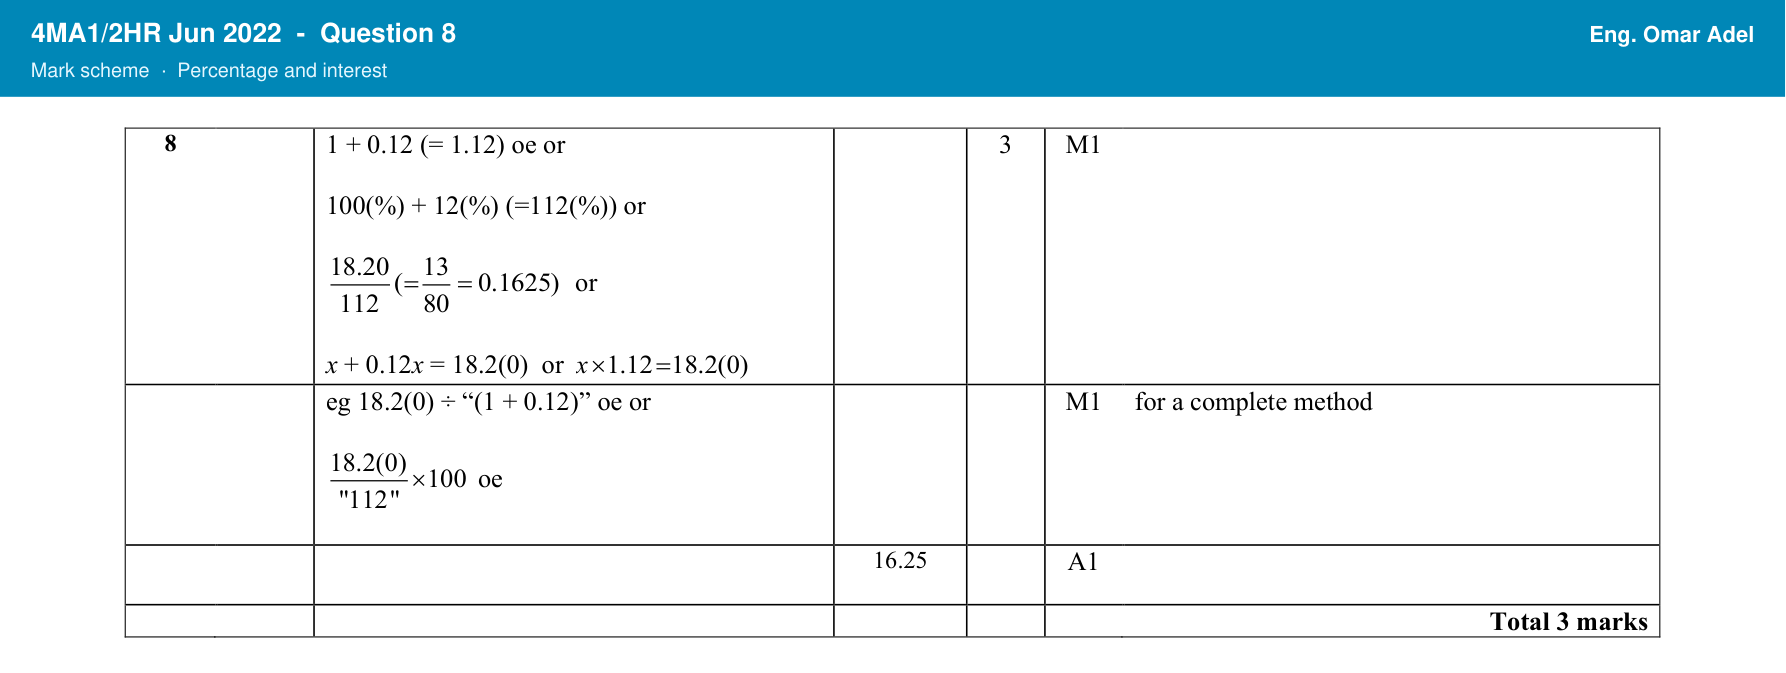 4MA1/2HR Jun 2022 - Question 8
Eng. Omar Adel
Mark scheme · Percentage and interest
8
1 + 0.12 (= 1.12) oe or
3
M1
100(%) + 12(%) (=112(%)) or
18.20/112 (= 13/80 = 0.1625) or
x + 0.12x = 18.2(0) or x×1.12=18.2(0)
eg 18.2(0) ÷ “(1 + 0.12)” oe or
M1 for a complete method
18.2(0)/"112" ×100 oe
16.25
A1
Total 3 marks